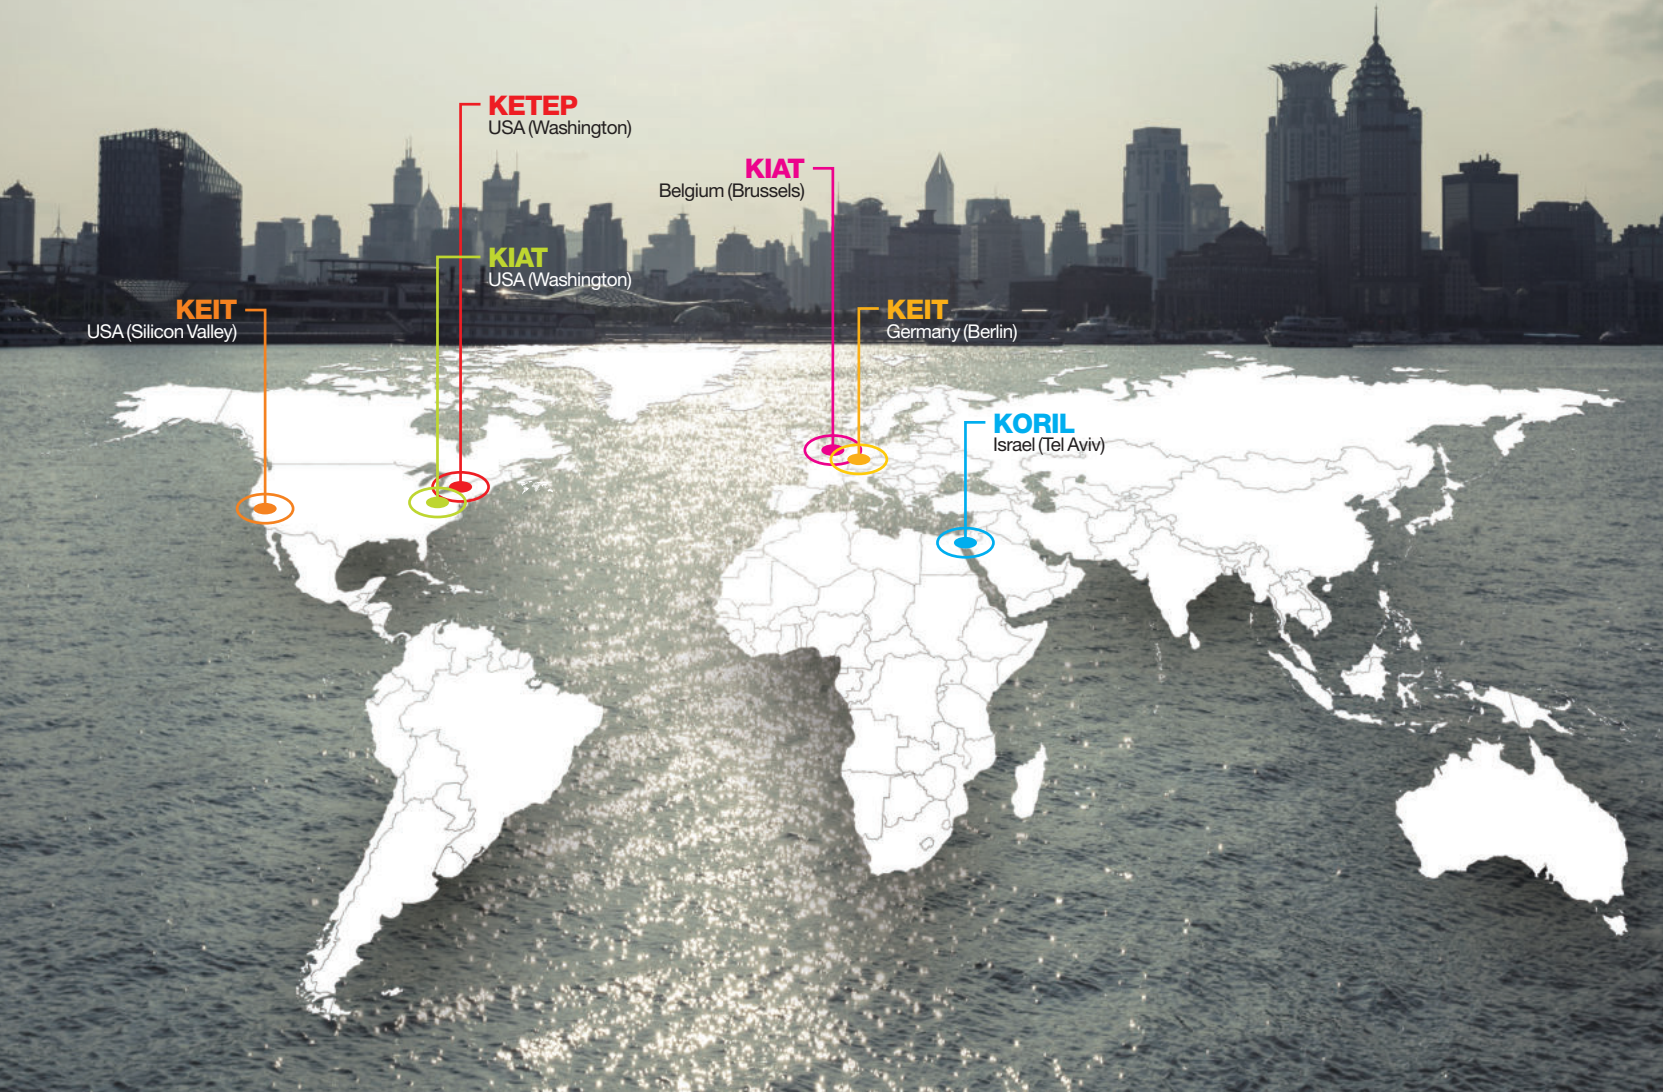 KETEP
USA (Washington)
KIAT
Belgium (Brussels)
KIAT
USA (Washington)
KEIT
USA (Silicon Valley)
KEIT
Germany (Berlin)
KORIL
Israel (Tel Aviv)